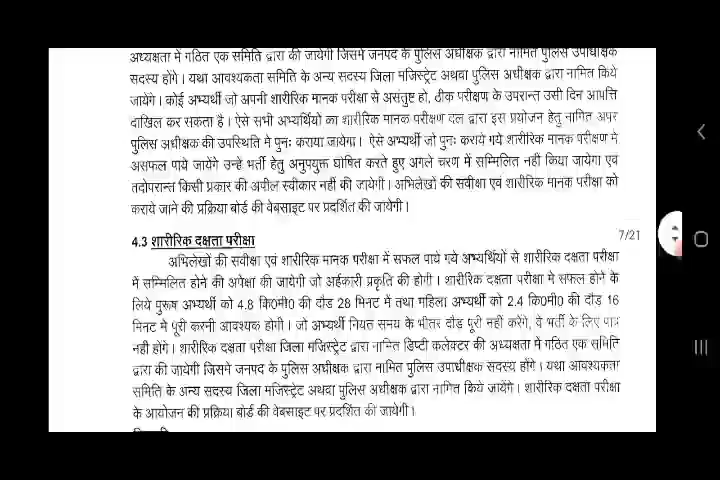 अध्यक्षता में गठित एक समिति द्वारा की जायेगी जिसमें जनपद के पुलिस अधीक्षक द्वारा नामित पुलिस उपाधीक्षक
सदस्य होंगे। यथा आवश्यकता समिति के अन्य सदस्य जिला मजिस्ट्रेट अथवा पुलिस अधीक्षक द्वारा नामित किये
जायेंगे। कोई अभ्यर्थी जो अपनी शारीरिक मानक परीक्षा से असंतुष्ट हो, ठीक परीक्षण के उपरान्त उसी दिन आपत्ति
दाखिल कर सकता है। ऐसे सभी अभ्यर्थियों का शारीरिक मानक परीक्षण दल द्वारा इस प्रयोजन हेतु नामित अपर
पुलिस अधीक्षक की उपस्थिति में पुनः कराया जायेगा। ऐसे अभ्यर्थी जो पुनः कराये गये शारीरिक मानक परीक्षण में
असफल पाये जायेंगे उन्हे भर्ती हेतु अनुपयुक्त घोषित करते हुए अगले चरण में सम्मिलित नहीं किया जायेगा एवं
तदोपरान्त किसी प्रकार की अपील स्वीकार नहीं की जायेगी। अभिलेखों की सवीक्षा एवं शारीरिक मानक परीक्षा को
कराये जाने की प्रक्रिया बोर्ड की वेबसाइट पर प्रदर्शित की जायेगी।
7/21
4.3 शारीरिक दक्षता परीक्षा
अभिलेखों की सवीक्षा एवं शारीरिक मानक परीक्षा में सफल पाये गये अभ्यर्थियों से शारीरिक दक्षता परीक्षा
में सम्मिलित होने की अपेक्षा की जायेगी जो अर्हकारी प्रकृति की होगी। शारीरिक दक्षता परीक्षा में सफल होने के
लिये पुरूष अभ्यर्थी को 4.8 कि0मी0 की दौड 28 मिनट में तथा महिला अभ्यर्थी को 2.4 कि0मी0 की दौड़ 16
मिनट मे पूरी करनी आवश्यक होगी। जो अभ्यर्थी नियत समय के भीतर दौड़ पूरी नहीं करेंगे, वे भर्ती के लिए पात्र
नही होंगे। शारीरिक दक्षता परीक्षा जिला मजिस्ट्रेट द्वारा नामित डिप्टी कलेक्टर की अध्यक्षता में गठित एक समिति
द्वारा की जायेगी जिसमे जनपद के पुलिस अधीक्षक द्वारा नामित पुलिस उपाधीक्षक सदस्य होंगे। यथा आवश्यकता
समिति के अन्य सदस्य जिला मजिस्ट्रेट अथवा पुलिस अधीक्षक द्वारा नामित किये जायेंगे। शारीरिक दक्षता परीक्षा
के आयोजन की प्रक्रिया बोर्ड की वेबसाइट पर प्रदर्शित की जायेगी।